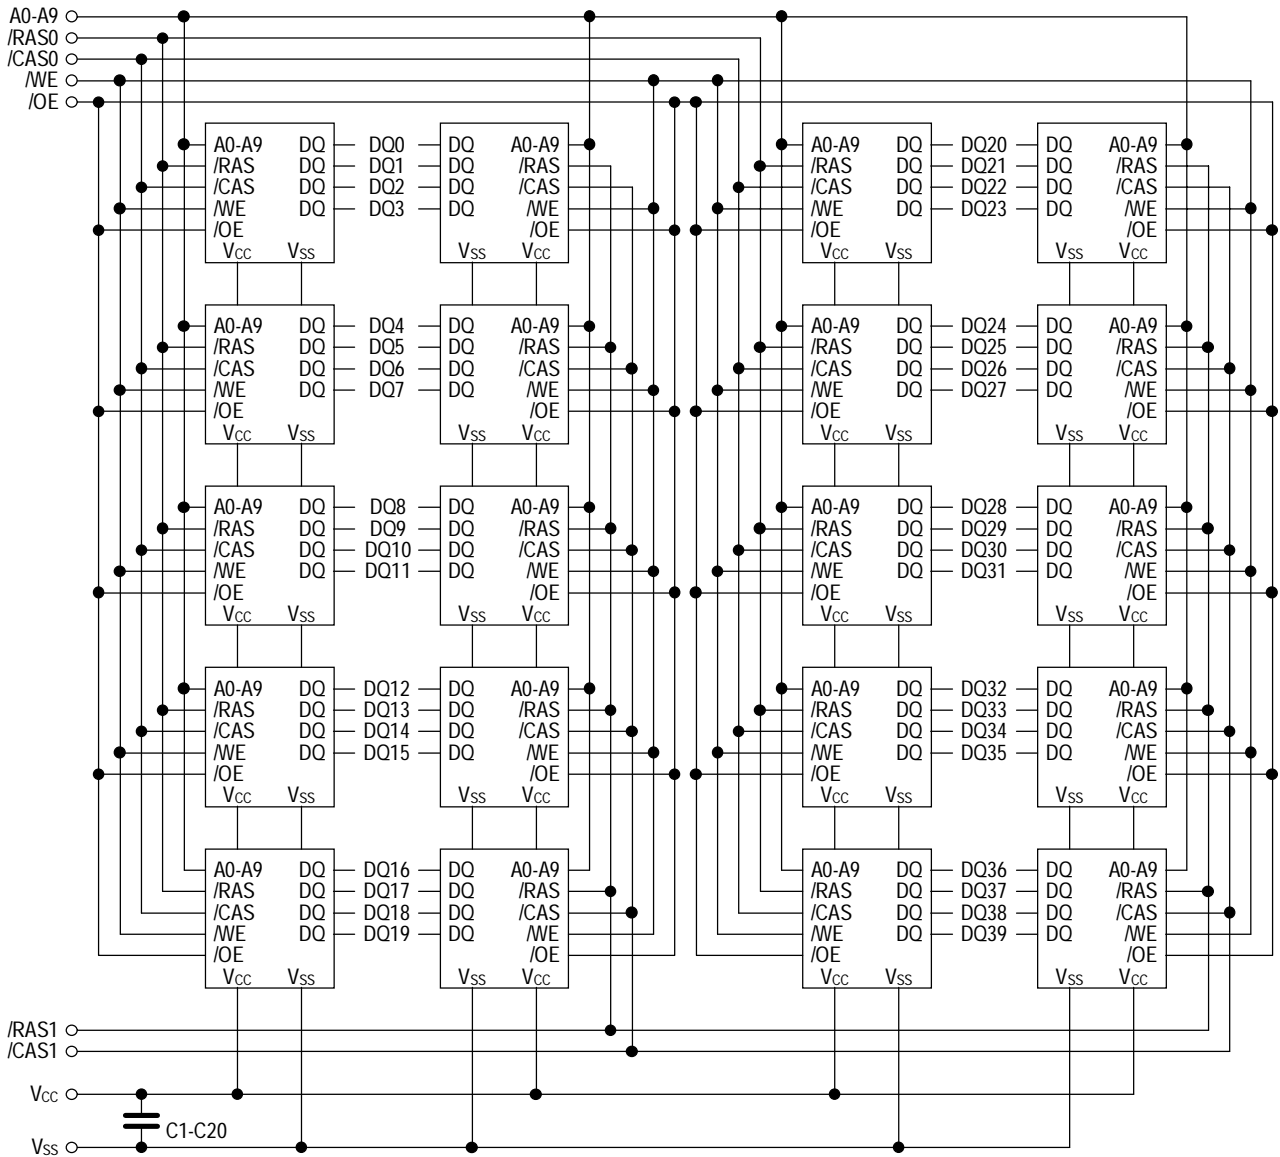 A0-A9
/RAS0
/CAS0
/WE
/OE
A0-A9 DQ DQ0 DQ A0-A9 A0-A9 DQ DQ20 DQ A0-A9
/RAS DQ DQ1 DQ /RAS /RAS DQ DQ21 DQ /RAS
/CAS DQ DQ2 DQ /CAS /CAS DQ DQ22 DQ /CAS
/WE DQ DQ3 DQ /WE /WE DQ DQ23 DQ /WE
/OE /OE /OE /OE
VCC VSS VSS VCC VCC VSS VSS VCC
A0-A9 DQ DQ4 DQ A0-A9 A0-A9 DQ DQ24 DQ A0-A9
/RAS DQ DQ5 DQ /RAS /RAS DQ DQ25 DQ /RAS
/CAS DQ DQ6 DQ /CAS /CAS DQ DQ26 DQ /CAS
/WE DQ DQ7 DQ /WE /WE DQ DQ27 DQ /WE
/OE /OE /OE /OE
VCC VSS VSS VCC VCC VSS VSS VCC
A0-A9 DQ DQ8 DQ A0-A9 A0-A9 DQ DQ28 DQ A0-A9
/RAS DQ DQ9 DQ /RAS /RAS DQ DQ29 DQ /RAS
/CAS DQ DQ10 DQ /CAS /CAS DQ DQ30 DQ /CAS
/WE DQ DQ11 DQ /WE /WE DQ DQ31 DQ /WE
/OE /OE /OE /OE
VCC VSS VSS VCC VCC VSS VSS VCC
A0-A9 DQ DQ12 DQ A0-A9 A0-A9 DQ DQ32 DQ A0-A9
/RAS DQ DQ13 DQ /RAS /RAS DQ DQ33 DQ /RAS
/CAS DQ DQ14 DQ /CAS /CAS DQ DQ34 DQ /CAS
/WE DQ DQ15 DQ /WE /WE DQ DQ35 DQ /WE
/OE /OE /OE /OE
VCC VSS VSS VCC VCC VSS VSS VCC
A0-A9 DQ DQ16 DQ A0-A9 A0-A9 DQ DQ36 DQ A0-A9
/RAS DQ DQ17 DQ /RAS /RAS DQ DQ37 DQ /RAS
/CAS DQ DQ18 DQ /CAS /CAS DQ DQ38 DQ /CAS
/WE DQ DQ19 DQ /WE /WE DQ DQ39 DQ /WE
/OE /OE /OE /OE
VCC VSS VSS VCC VCC VSS VSS VCC
/RAS1
/CAS1
VCC
C1-C20
VSS